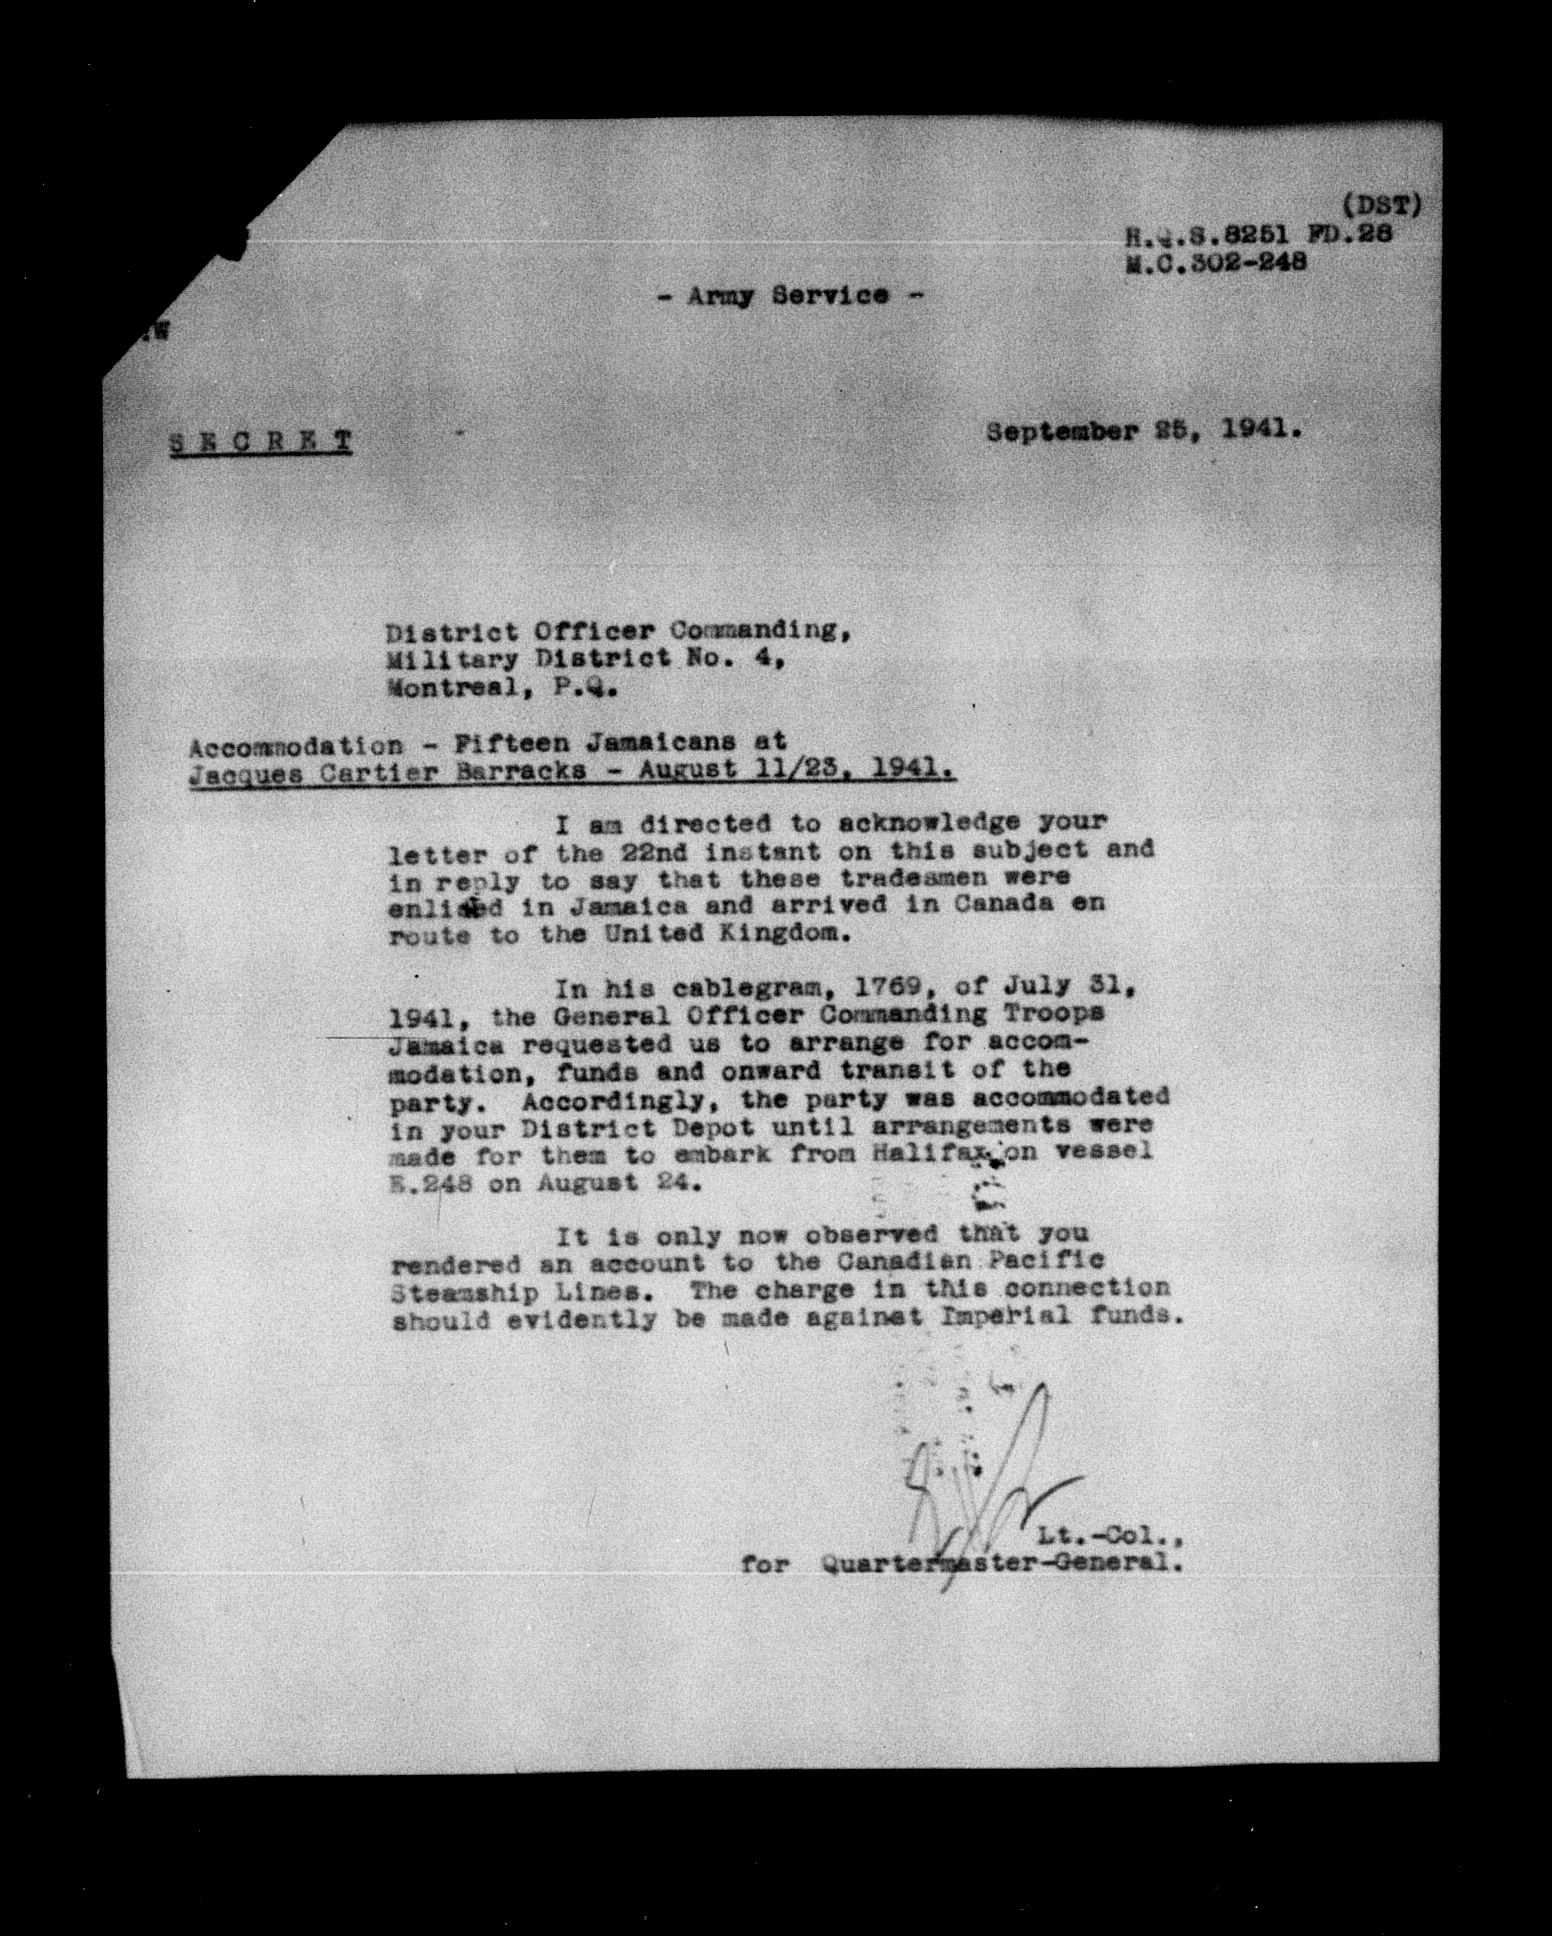 (DST)
H.Q.S.8251 FD.28
M.C.302-248
- Army Service -
.W
S E C R E T
September 25, 1941.
District Officer Commanding,
Military District No. 4,
Montreal, P.Q.
Accommodation - Fifteen Jamaicans at
Jacques Cartier Barracks - August 11/23, 1941.
I am directed to acknowledge your
letter of the 22nd instant on this subject and
in reply to say that these tradesmen were
enlisted in Jamaica and arrived in Canada en
route to the United Kingdom.
In his cablegram, 1769, of July 31,
1941, the General Officer Commanding Troops
Jamaica requested us to arrange for accom-
modation, funds and onward transit of the
party. Accordingly, the party was accommodated
in your District Depot until arrangements were
made for them to embark from Halifax on vessel
E.248 on August 24.
It is only now observed that you
rendered an account to the Canadian Pacific
Steamship Lines. The charge in this connection
should evidently be made against Imperial funds.
Lt.-Col.,
for Quartermaster-General.